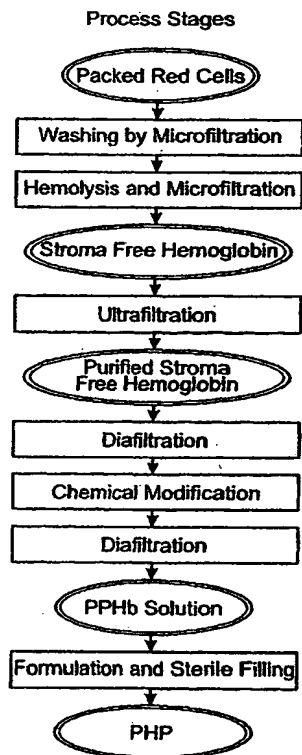 Process Stages
Packed Red Cells
Washing by Microfiltration
Hemolysis and Microfiltration
Stroma Free Hemoglobin
Ultrafiltration
Purified Stroma
Free Hemoglobin
Diafiltration
Chemical Modification
Diafiltration
PPHb Solution
Formulation and Sterile Filling
PHP